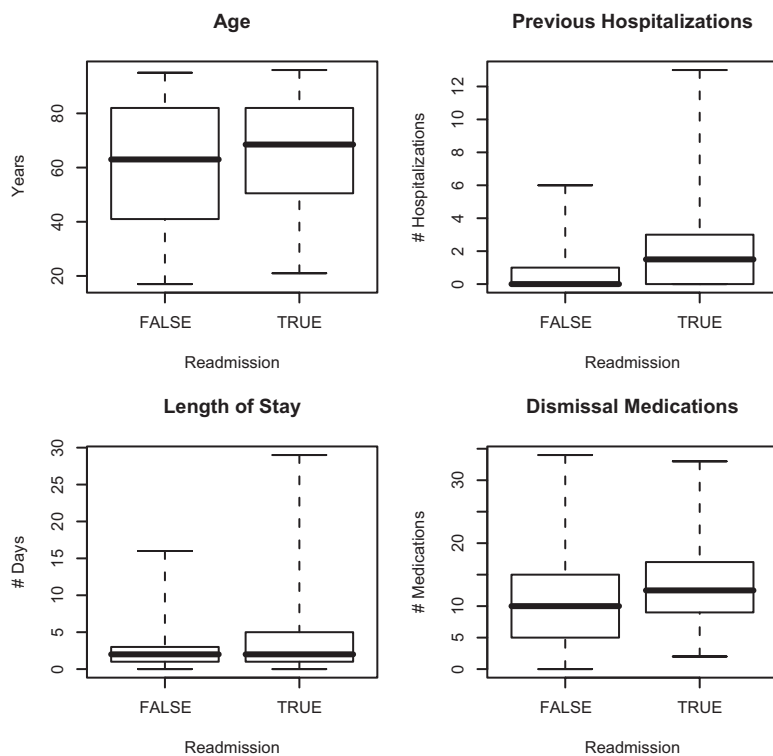 Age
Years
20
40
60
80
FALSE
TRUE
Readmission
Previous Hospitalizations
# Hospitalizations
0
2
4
6
8
10
12
FALSE
TRUE
Readmission
Length of Stay
# Days
0
5
10
15
20
25
30
FALSE
TRUE
Readmission
Dismissal Medications
# Medications
0
5
10
20
30
FALSE
TRUE
Readmission